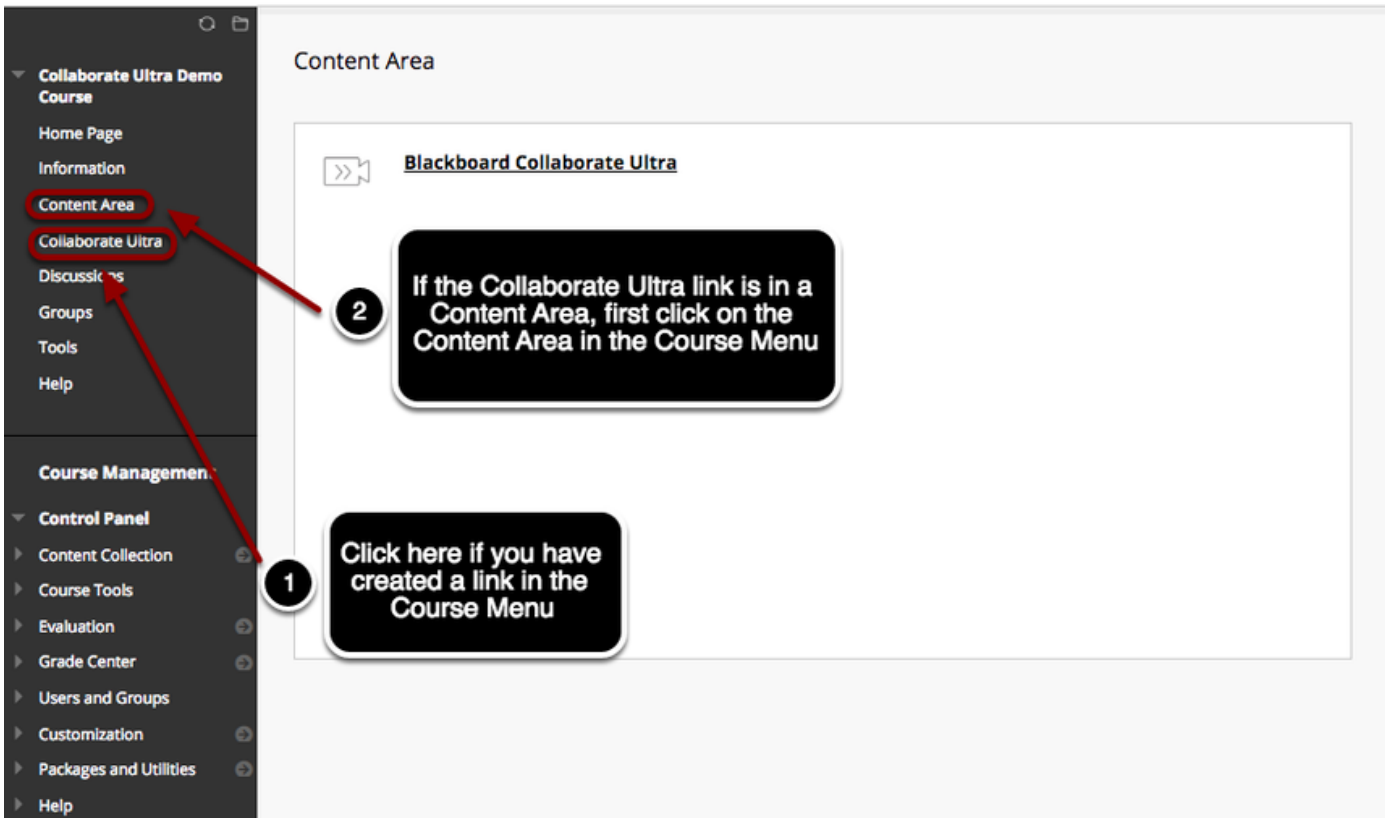 Collaborate Ultra Demo
Course
Home Page
Information
Content Area
Collaborate Ultra
Discussions
Groups
Tools
Help
Course Management
Control Panel
Content Collection
Course Tools
Evaluation
Grade Center
Users and Groups
Customization
Packages and Utilities
Help
Content Area
Blackboard Collaborate Ultra
2
If the Collaborate Ultra link is in a
Content Area, first click on the
Content Area in the Course Menu
1
Click here if you have
created a link in the
Course Menu